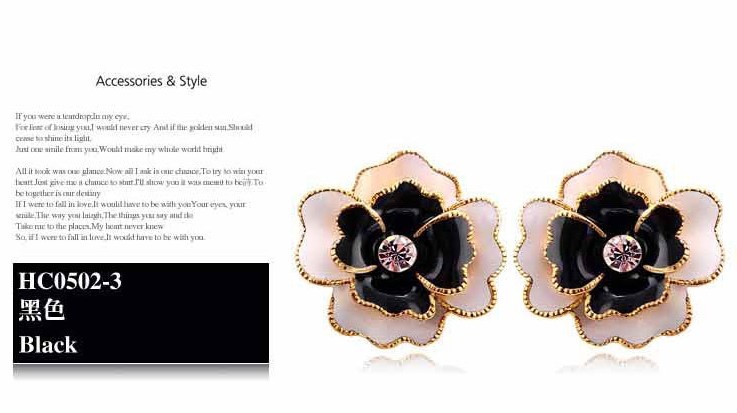 Accessories & Style
If you were a teardrop;In my eye,
For fear of losing you,I would never cry And if the golden sun,Should
cease to shine its light,
Just one smile from you,Would make my whole world bright
All it took was one glance.Now all I ask is one chance,To try to win your
heart.Just give me a chance to start.I'll show you it was meant to be To
be together is our destiny
If I were to fall in love,It would have to be with youYour eyes, your
smile,The way you laugh,The things you say and do
Take me to the places,My heart never knew
So, if I were to fall in love,It would have to be with you.
HC0502-3
黑色
Black